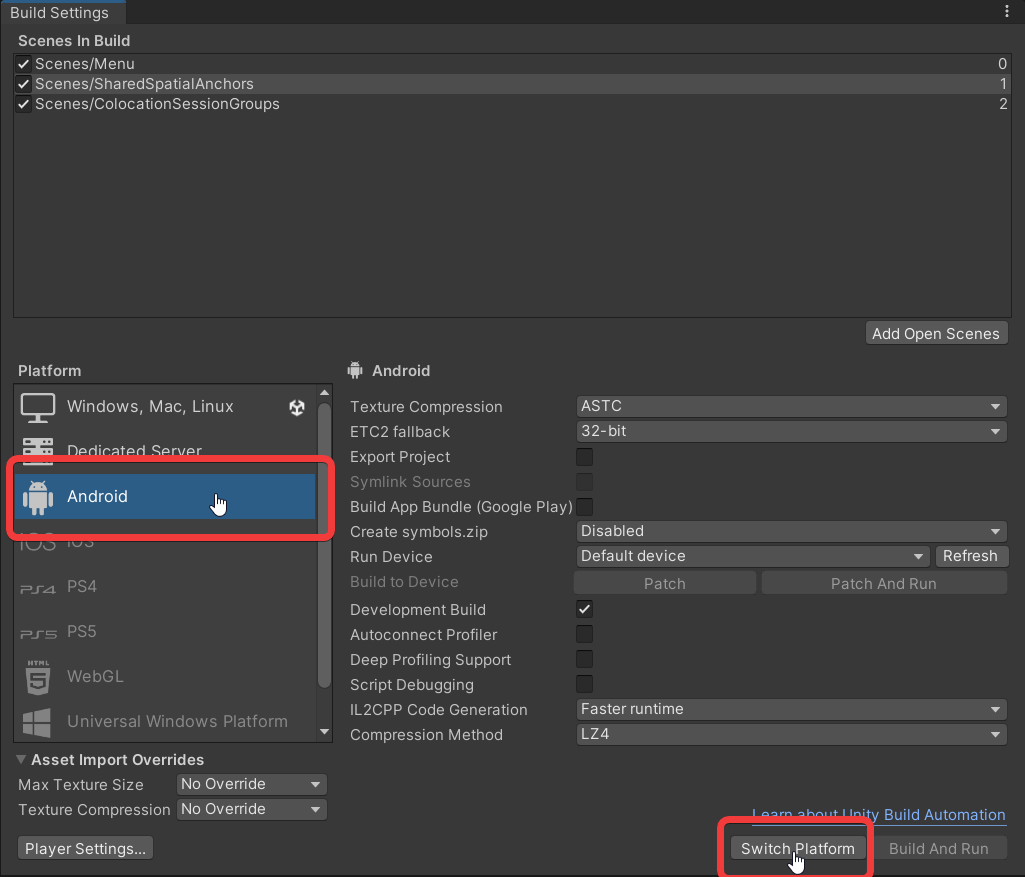 Build Settings
Scenes In Build
Scenes/Menu 0
Scenes/SharedSpatialAnchors 1
Scenes/ColocationSessionGroups 2
Add Open Scenes
Platform
Windows, Mac, Linux
Dedicated Server
Android
iOS iOS
PS4 PS4
PS5 PS5
HTML 5 WebGL
Universal Windows Platform
Android
Texture Compression ASTC
ETC2 fallback 32-bit
Export Project
Symlink Sources
Build App Bundle (Google Play)
Create symbols.zip Disabled
Run Device Default device Refresh
Build to Device Patch Patch And Run
Development Build
Autoconnect Profiler
Deep Profiling Support
Script Debugging
IL2CPP Code Generation Faster runtime
Compression Method LZ4
Asset Import Overrides
Max Texture Size No Override
Texture Compression No Override
Learn about Unity Build Automation
Player Settings... Switch Platform Build And Run